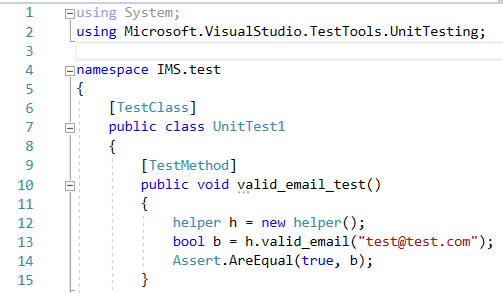 1 using System;
2 using Microsoft.VisualStudio.TestTools.UnitTesting;
3
4 namespace IMS.test
5 {
6 [TestClass]
7 public class UnitTest1
8 {
9 [TestMethod]
10 public void valid_email_test()
11 {
12 helper h = new helper();
13 bool b = h.valid_email("test@test.com");
14 Assert.AreEqual(true, b);
15 }